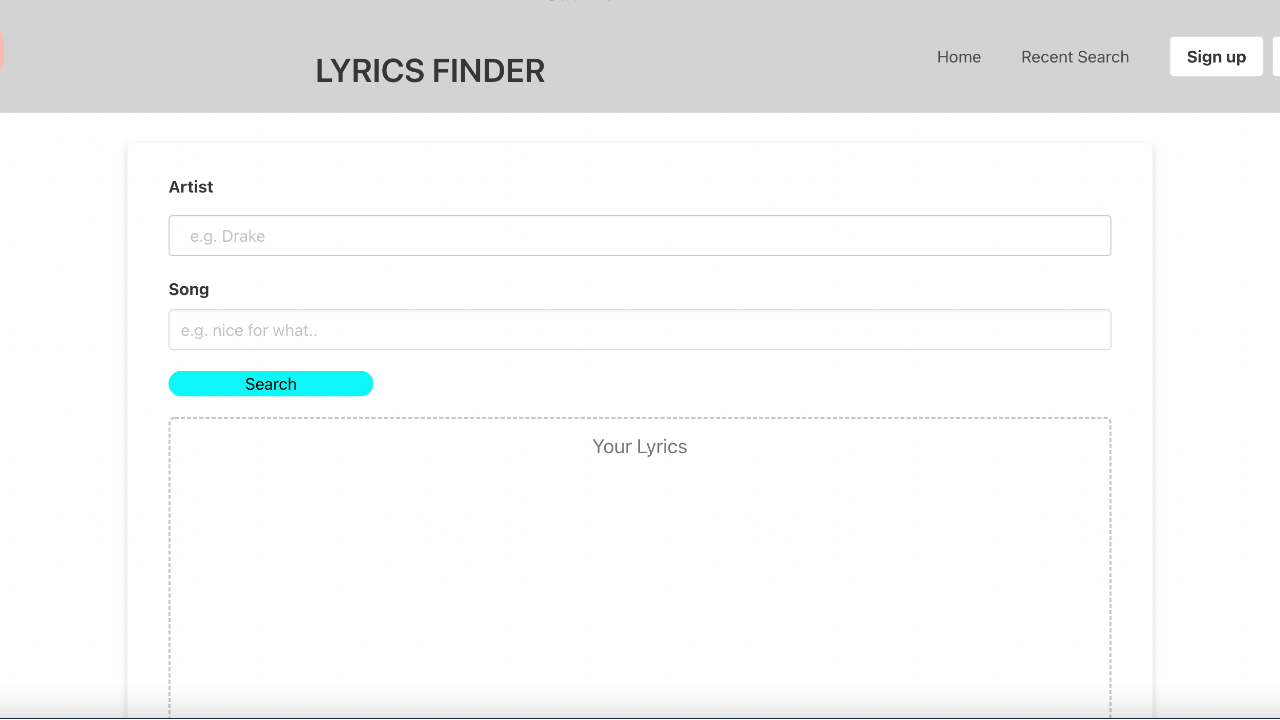 LYRICS FINDER
Home
Recent Search
Sign up
Artist
e.g. Drake
Song
e.g. nice for what..
Search
Your Lyrics